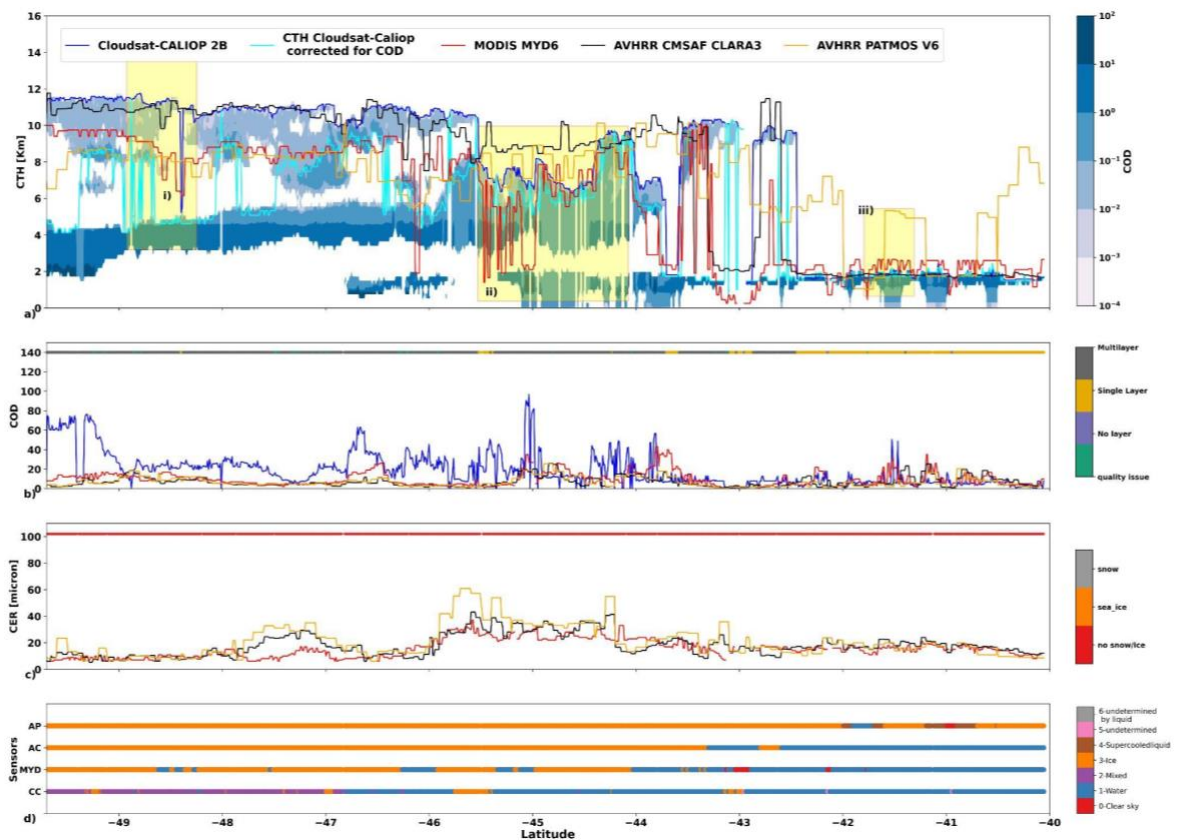 16
14
12
10
8
6
4
2
0
CTH [Km]
a)
Cloudsat-CALIOP 2B
CTH Cloudsat-Caliop
corrected for COD
MODIS MYD6
AVHRR CMSAF CLARA3
AVHRR PATMOS V6
i)
ii)
iii)
10²
10¹
10⁰
10⁻¹
10⁻²
10⁻³
10⁻⁴
COD
140
120
100
80
60
40
20
0
COD
b)
Multilayer
Single Layer
No layer
quality issue
100
80
60
40
20
0
CER [micron]
c)
snow
sea_ice
no snow/ice
AP
AC
MYD
CC
Sensors
d)
6-undetermined
by liquid
5-undetermined
4-Supercooledliquid
3-Ice
2-Mixed
1-Water
0-Clear sky
−49 −48 −47 −46 −45 −44 −43 −42 −41 −40
Latitude